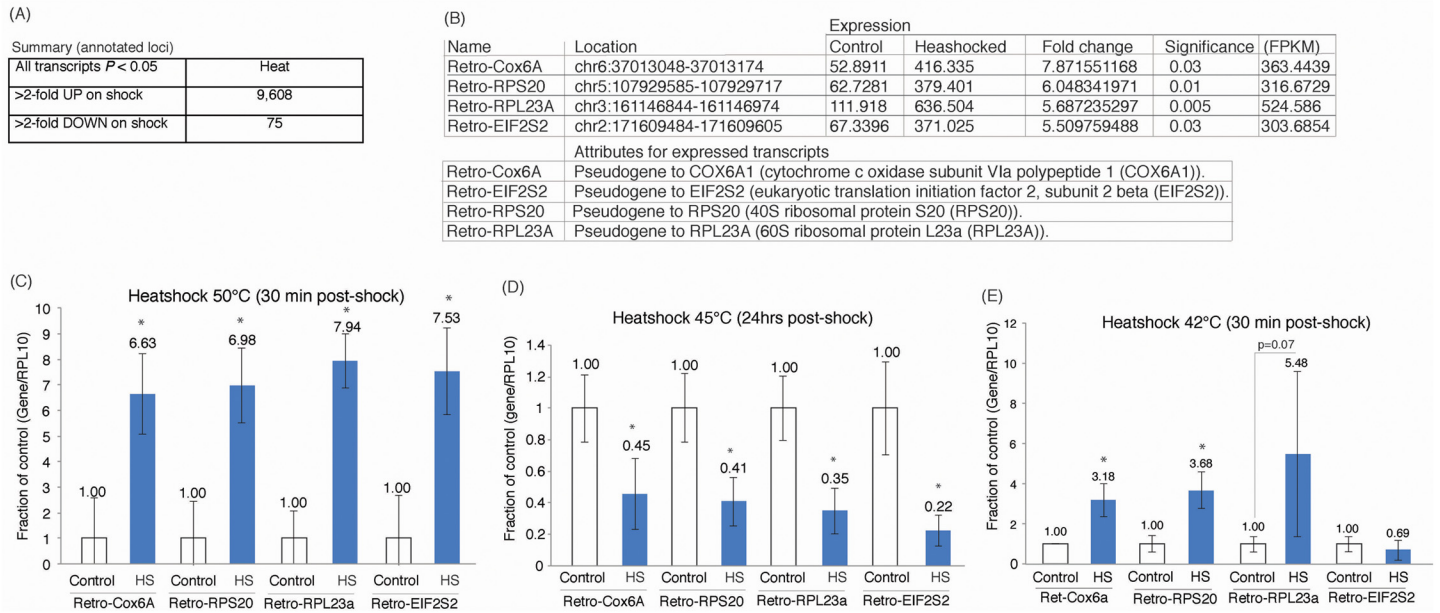 (A)
Summary (annotated loci)
All transcripts P < 0.05 Heat
>2-fold UP on shock 9,608
>2-fold DOWN on shock 75
(B)
Expression
Name Location Control Heashocked Fold change Significance (FPKM)
Retro-Cox6A chr6:37013048-37013174 52.8911 416.335 7.871551168 0.03 363.4439
Retro-RPS20 chr5:107929585-107929717 62.7281 379.401 6.048341971 0.01 316.6729
Retro-RPL23A chr3:161146844-161146974 111.918 636.504 5.687235297 0.005 524.586
Retro-EIF2S2 chr2:171609484-171609605 67.3396 371.025 5.509759488 0.03 303.6854
Attributes for expressed transcripts
Retro-Cox6A Pseudogene to COX6A1 (cytochrome c oxidase subunit VIa polypeptide 1 (COX6A1)).
Retro-EIF2S2 Pseudogene to EIF2S2 (eukaryotic translation initiation factor 2, subunit 2 beta (EIF2S2)).
Retro-RPS20 Pseudogene to RPS20 (40S ribosomal protein S20 (RPS20)).
Retro-RPL23A Pseudogene to RPL23A (60S ribosomal protein L23a (RPL23A)).
(C)
Heatshock 50°C (30 min post-shock)
Fraction of control (Gene/RPL10)
10
9
8
7
6
5
4
3
2
1
0
1.00 * 6.63 1.00 * 6.98 1.00 * 7.94 1.00 * 7.53
Control HS Control HS Control HS Control HS
Retro-Cox6A Retro-RPS20 Retro-RPL23a Retro-EIF2S2
(D)
Heatshock 45°C (24hrs post-shock)
Fraction of control (gene/RPL10)
1.4
1.2
1
0.8
0.6
0.4
0.2
0
1.00 * 0.45 1.00 * 0.41 1.00 * 0.35 1.00 * 0.22
Control HS Control HS Control HS Control HS
Retro-Cox6A Retro-RPS20 Retro-RPL23a Retro-EIF2S2
(E)
Heatshock 42°C (30 min post-shock)
Fraction of control (Gene/RPL10)
12
10
8
6
4
2
0
p=0.07
1.00 * 3.18 1.00 * 3.68 1.00 5.48 1.00 0.69
Control HS Control HS Control HS Control HS
Ret-Cox6a Retro-RPS20 Retro-RPL23a Retro-EIF2S2